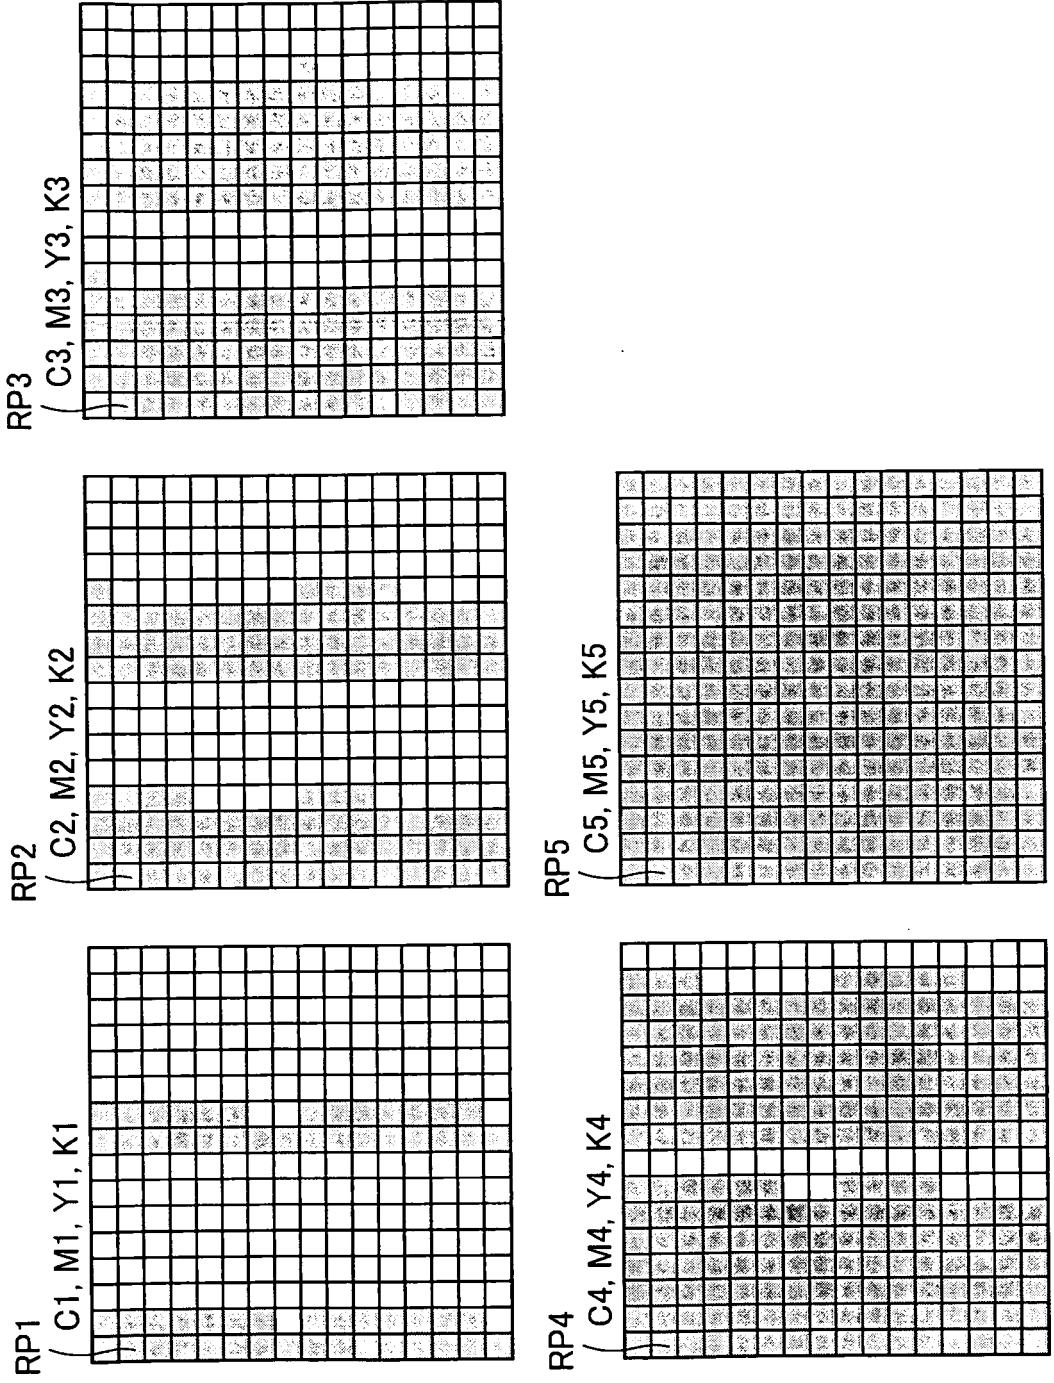 RP1
C1, M1, Y1, K1
RP2
C2, M2, Y2, K2
RP3
C3, M3, Y3, K3
RP4
C4, M4, Y4, K4
RP5
C5, M5, Y5, K5